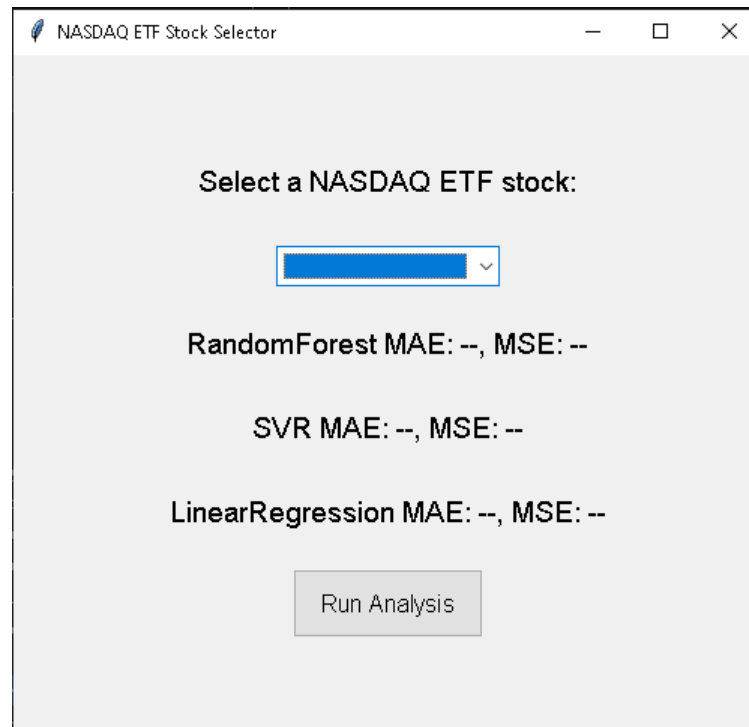 NASDAQ ETF Stock Selector
Select a NASDAQ ETF stock:
RandomForest MAE: --, MSE: --
SVR MAE: --, MSE: --
LinearRegression MAE: --, MSE: --
Run Analysis